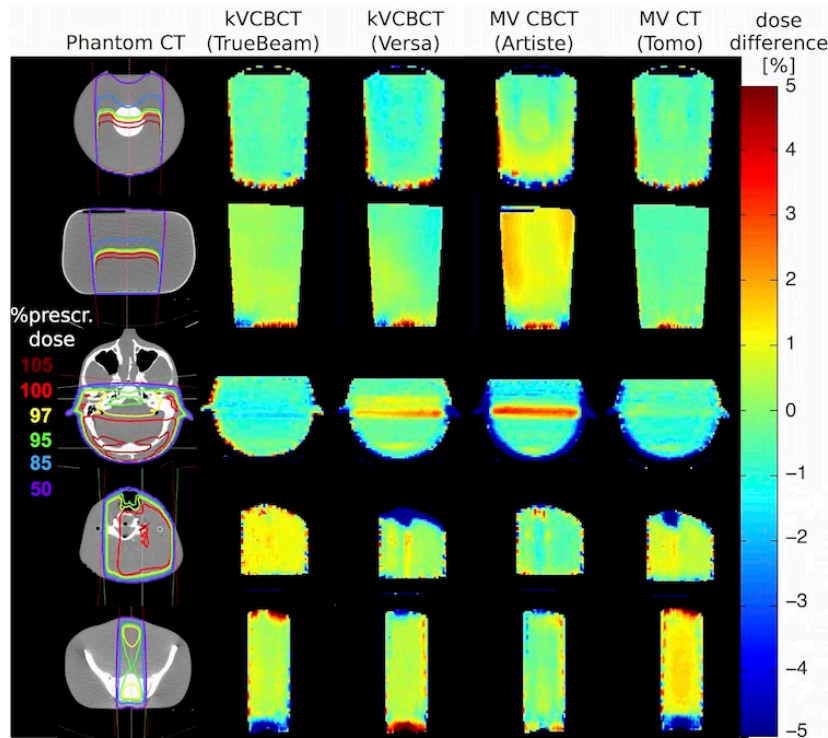 Phantom CT
kVCBCT
(TrueBeam)
kVCBCT
(Versa)
MV CBCT
(Artiste)
MV CT
(Tomo)
dose
difference
[%]
5
4
3
2
1
0
−1
−2
−3
−4
−5
%prescr.
dose
105
100
97
95
85
50